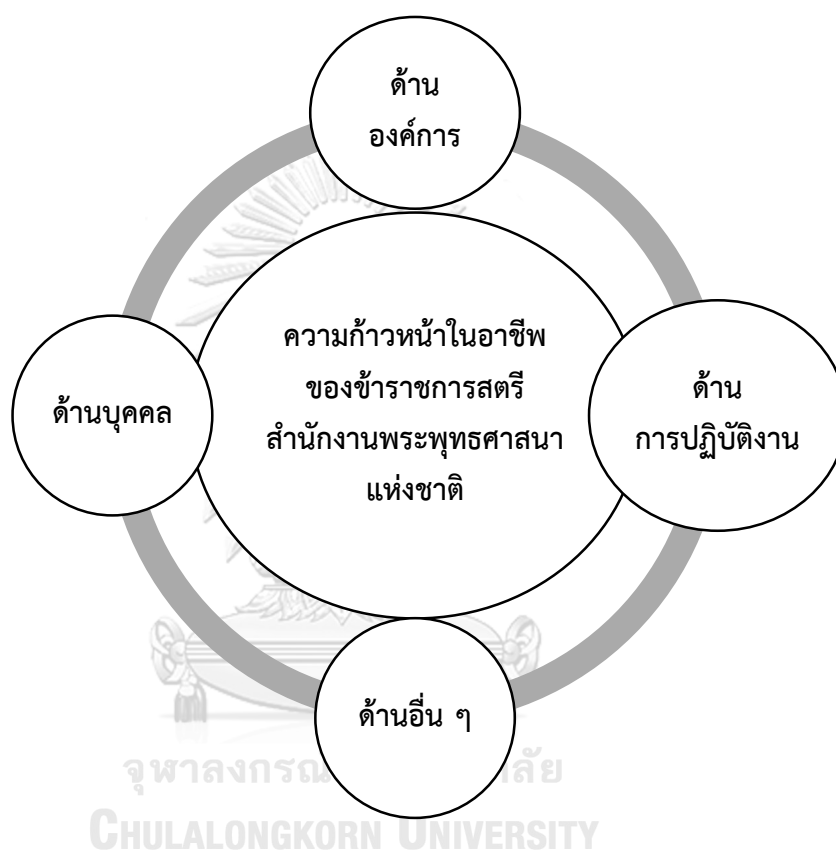 ด้าน
องค์การ
ความก้าวหน้าในอาชีพ
ของข้าราชการสตรี
สำนักงานพระพุทธศาสนา
แห่งชาติ
ด้านบุคคล
ด้าน
การปฏิบัติงาน
ด้านอื่น ๆ
CHULALONGKORN UNIVERSITY